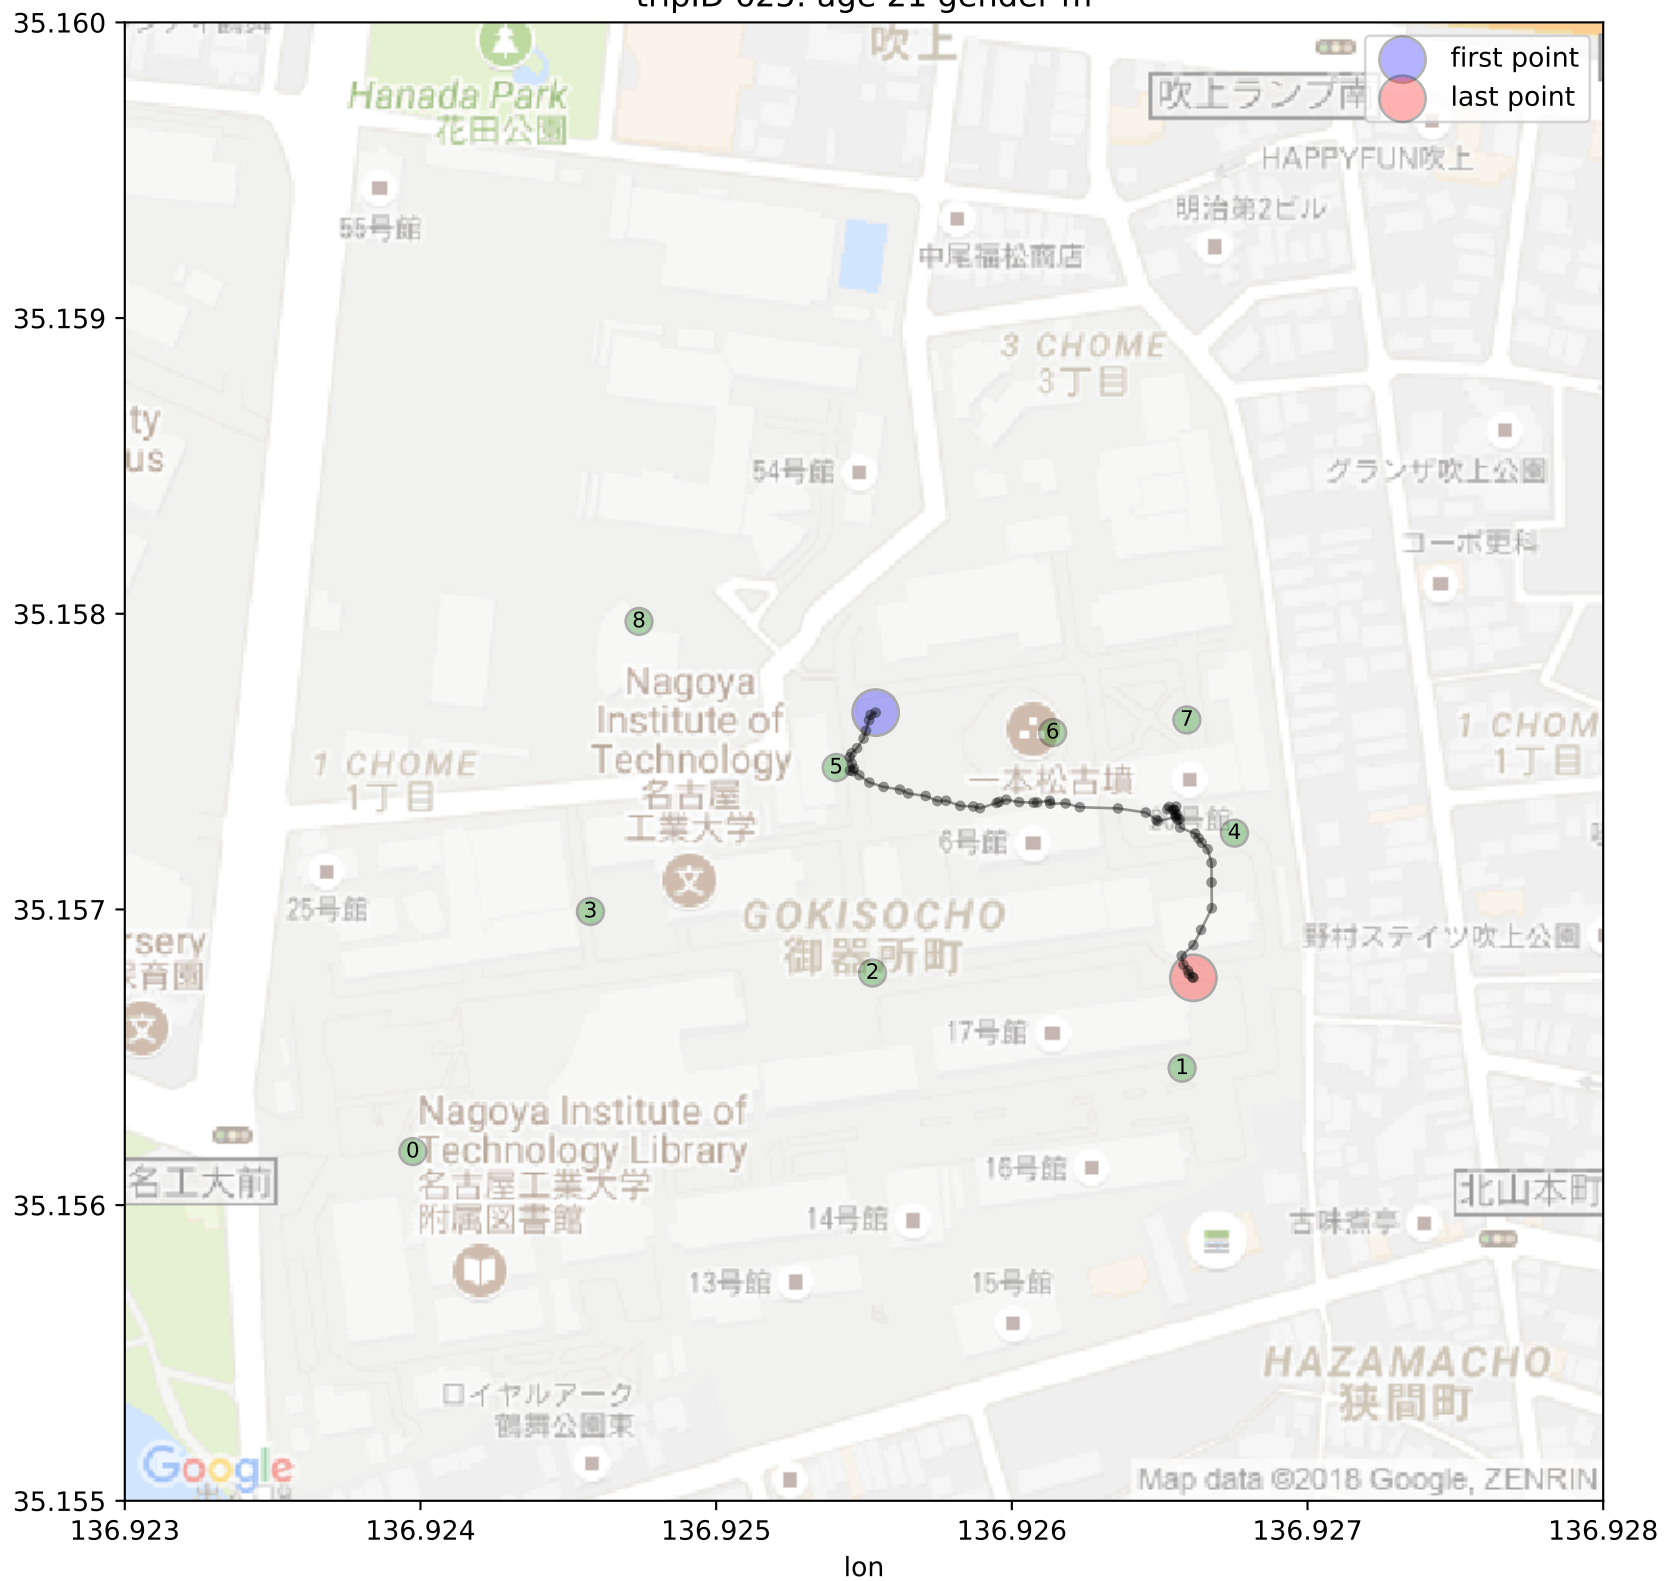 35.160
吹上
Hanada Park
花田公園
吹上ランプ南
first point
last point
HAPPYFUN吹上
55号館
明治第2ビル
中尾福松商店
35.159
3 CHOME
3丁目
ty
us
54号館
グランザ吹上公園
コーポ更科
35.158
8
Nagoya
Institute of
Technology
名古屋
工業大学
5
6
7
一本松古墳
1 CHOME
1丁目
1 CHOM
1丁目
6号館
4
25号館
3
35.157
GOKISOCHO
御器所町
2
野村ステイツ吹上公園
rsery
育園
17号館
1
Nagoya Institute of
Technology Library
名古屋工業大学
附属図書館
0
名工大前
16号館
北山本町
35.156
14号館
古味煮亭
13号館
15号館
HAZAMACHO
狭間町
ロイヤルアーク
鶴舞公園東
Google
Map data ©2018 Google, ZENRIN
35.155
136.923
136.924
136.925
136.926
136.927
136.928
lon